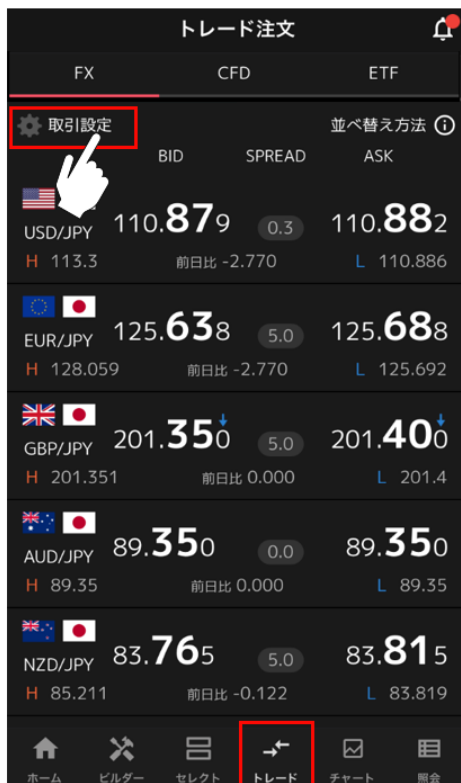 トレード注文
FX CFD ETF
取引設定 並べ替え方法
BID SPREAD ASK
USD/JPY 110.879 0.3 110.882
H 113.3 前日比 -2.770 L 110.886
EUR/JPY 125.638 5.0 125.688
H 128.059 前日比 -2.770 L 125.692
GBP/JPY 201.350 5.0 201.400
H 201.351 前日比 0.000 L 201.4
AUD/JPY 89.350 0.0 89.350
H 89.35 前日比 0.000 L 89.35
NZD/JPY 83.765 5.0 83.815
H 85.211 前日比 -0.122 L 83.819
ホーム ビルダー セレクト トレード チャート 照会